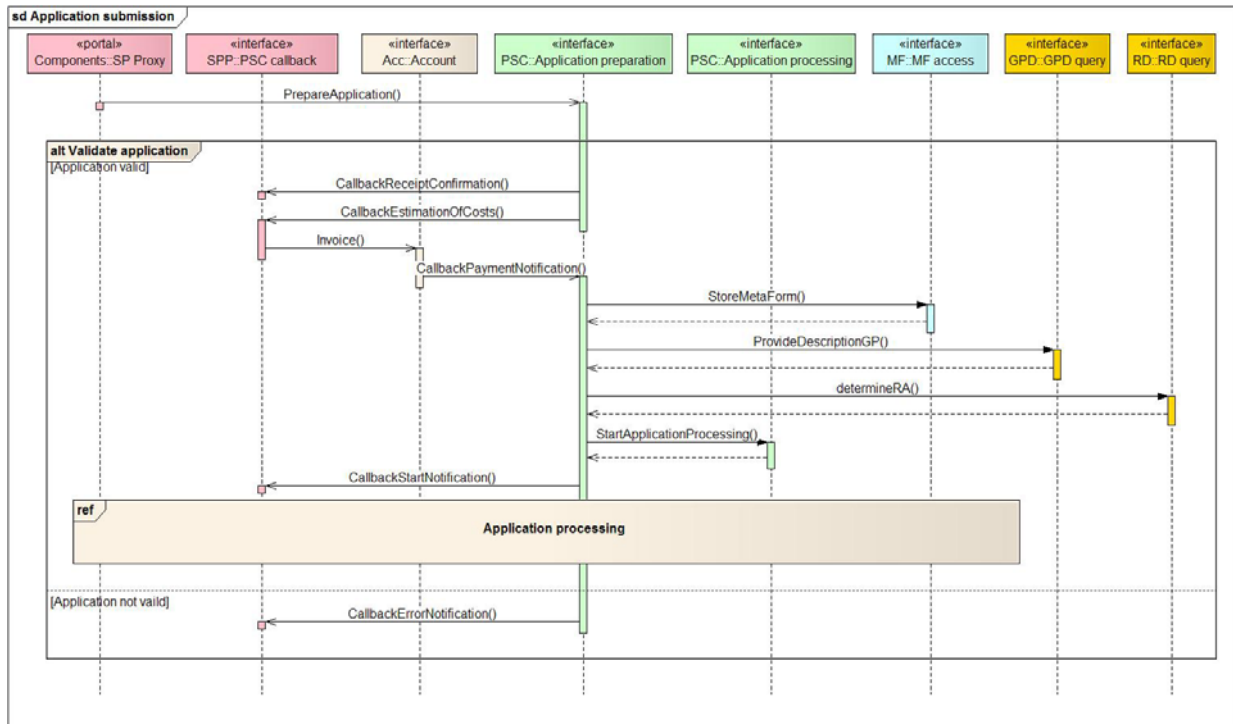 sd Application submission
«portal»
Components::SP Proxy
«interface»
SPP::PSC callback
«interface»
Acc::Account
«interface»
PSC::Application preparation
«interface»
PSC::Application processing
«interface»
MF::MF access
«interface»
GPD::GPD query
«interface»
RD::RD query
PrepareApplication()
alt Validate application
[Application valid]
CallbackReceiptConfirmation()
CallbackEstimationOfCosts()
Invoice()
CallbackPaymentNotification()
StoreMetaForm()
ProvideDescriptionGP()
determineRA()
StartApplicationProcessing()
CallbackStartNotification()
ref
Application processing
[Application not vaild]
CallbackErrorNotification()